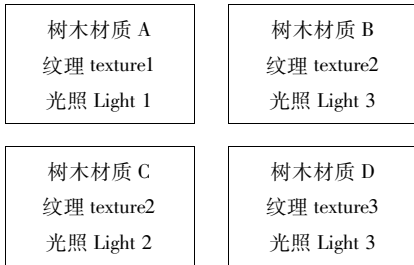 树木材质 A
纹理 texture1
光照 Light 1
树木材质 B
纹理 texture2
光照 Light 3
树木材质 C
纹理 texture2
光照 Light 2
树木材质 D
纹理 texture3
光照 Light 3